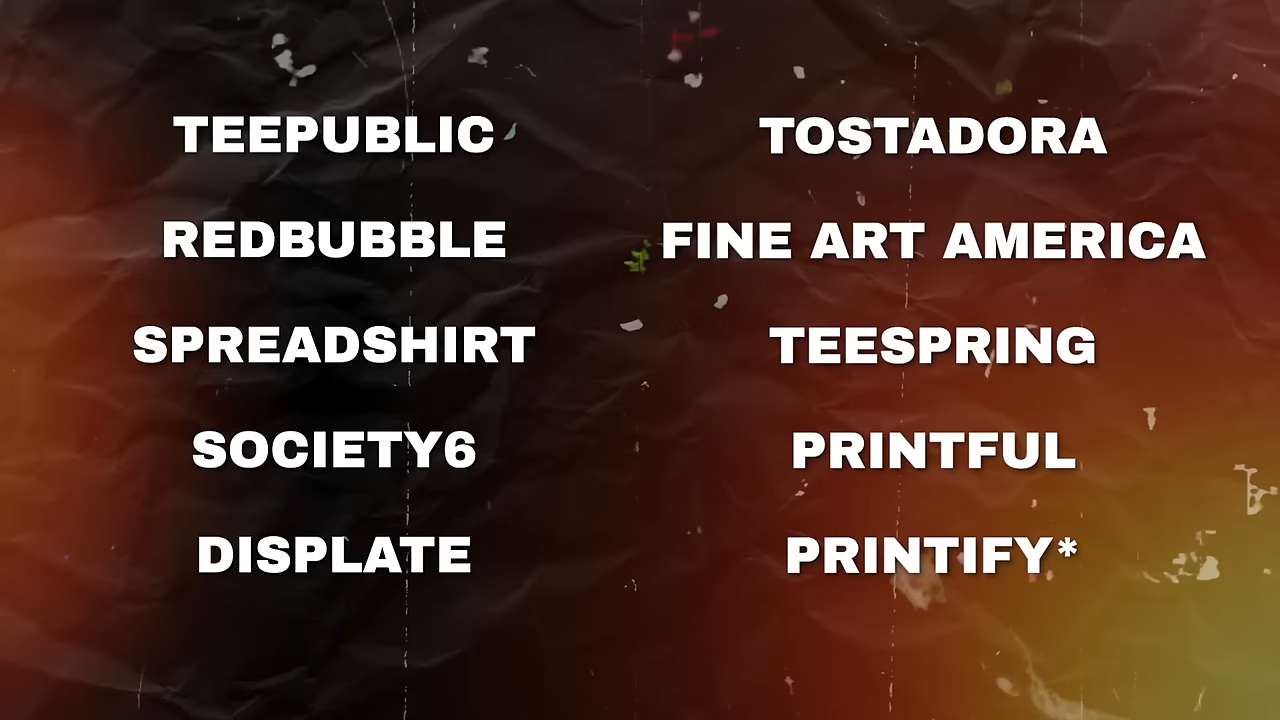 TEEPUBLIC
REDBUBBLE
SPREADSHIRT
SOCIETY6
DISPLATE
TOSTADORA
FINE ART AMERICA
TEESPRING
PRINTFUL
PRINTIFY*